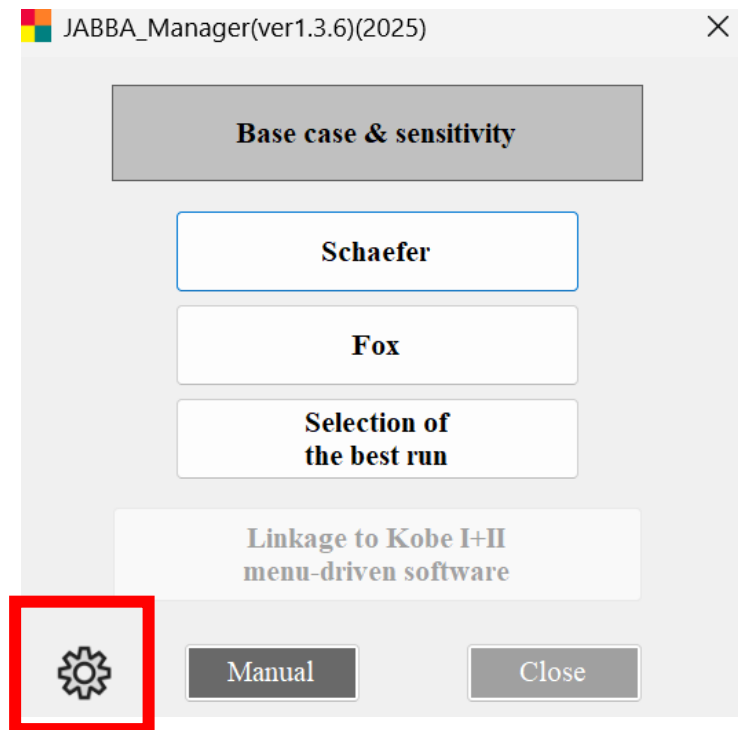 JABBA_Manager(ver1.3.6)(2025)
Base case & sensitivity
Schaefer
Fox
Selection of
the best run
Linkage to Kobe I+II
menu-driven software
Manual
Close